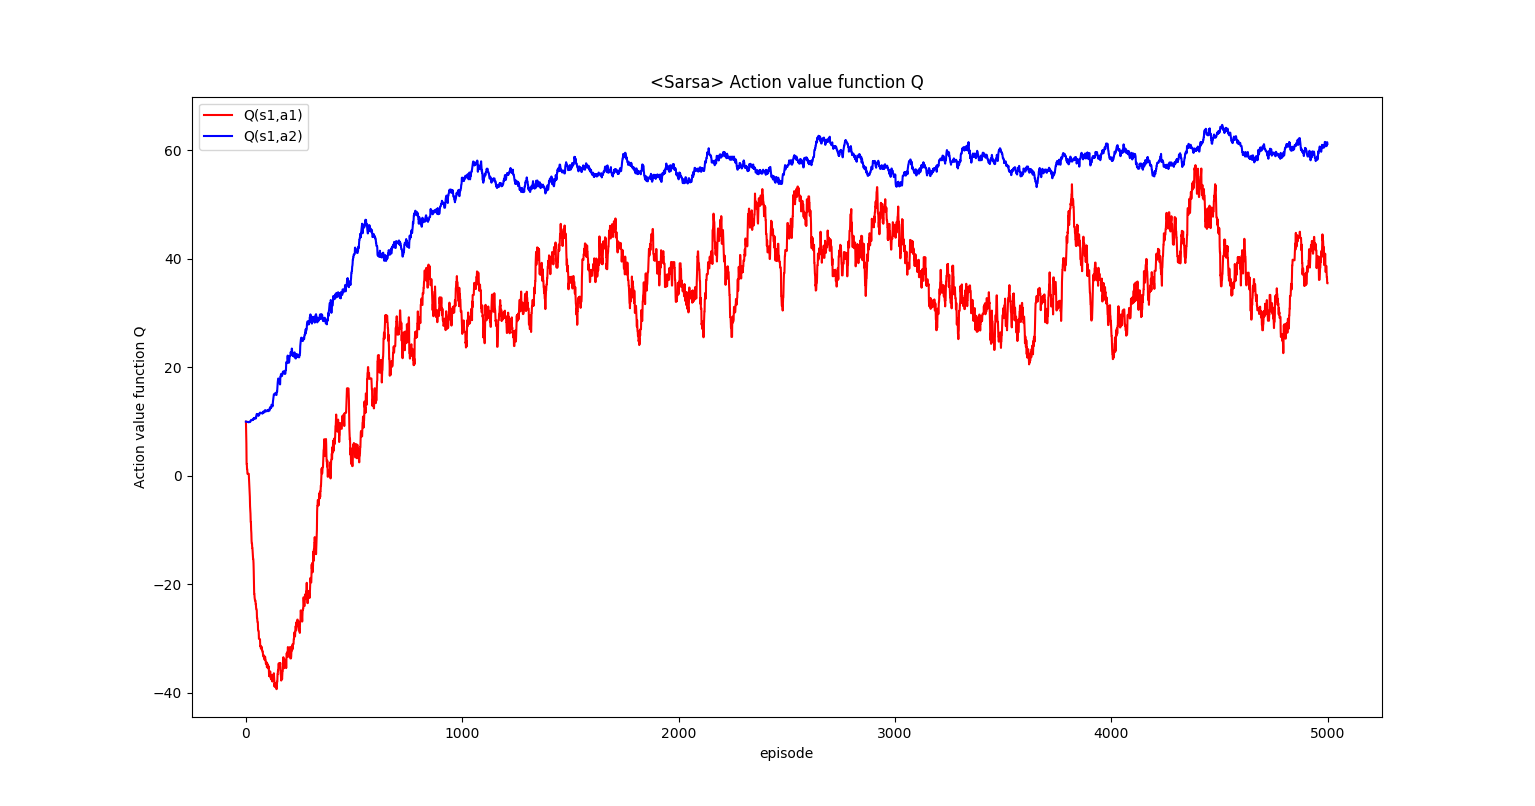 <Sarsa> Action value function Q
Q(s1,a1)
Q(s1,a2)
Action value function Q
60
40
20
0
−20
−40
0
1000
2000
3000
4000
5000
episode